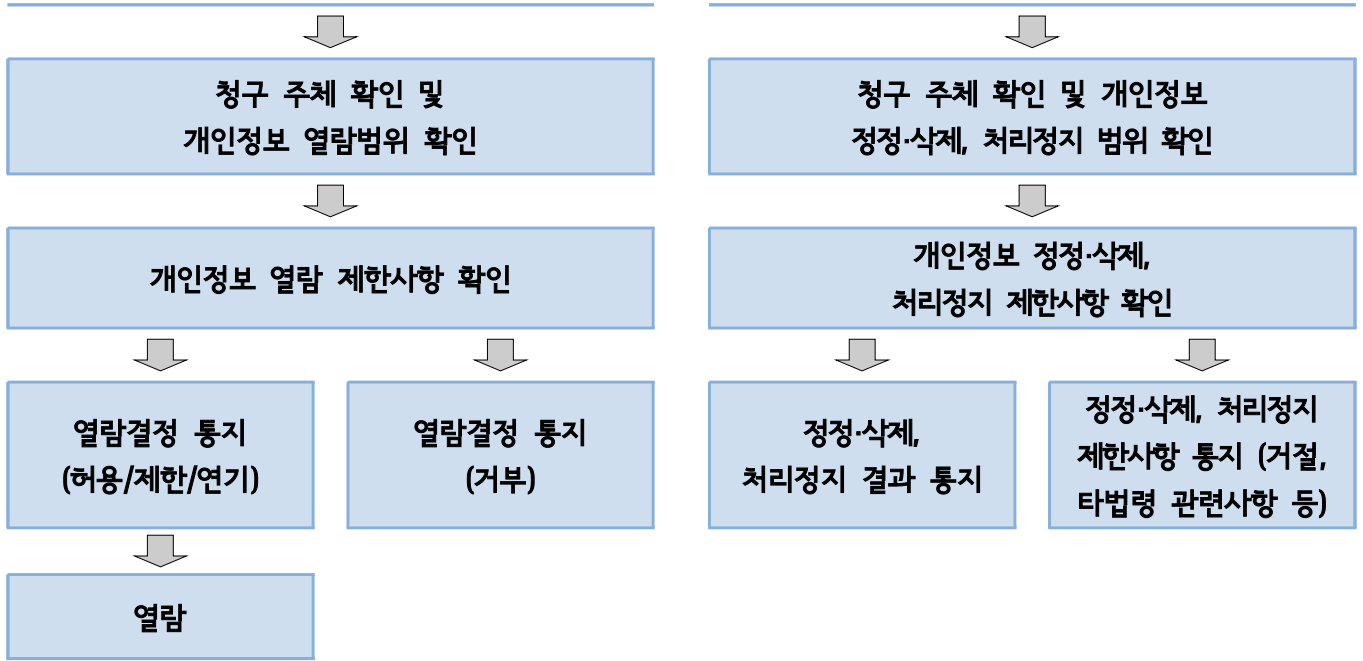 청구 주체 확인 및
개인정보 열람범위 확인
개인정보 열람 제한사항 확인
열람결정 통지
(허용/제한/연기)
열람결정 통지
(거부)
열람
청구 주체 확인 및 개인정보
정정·삭제, 처리정지 범위 확인
개인정보 정정·삭제,
처리정지 제한사항 확인
정정·삭제,
처리정지 결과 통지
정정·삭제, 처리정지
제한사항 통지 (거절,
타법령 관련사항 등)